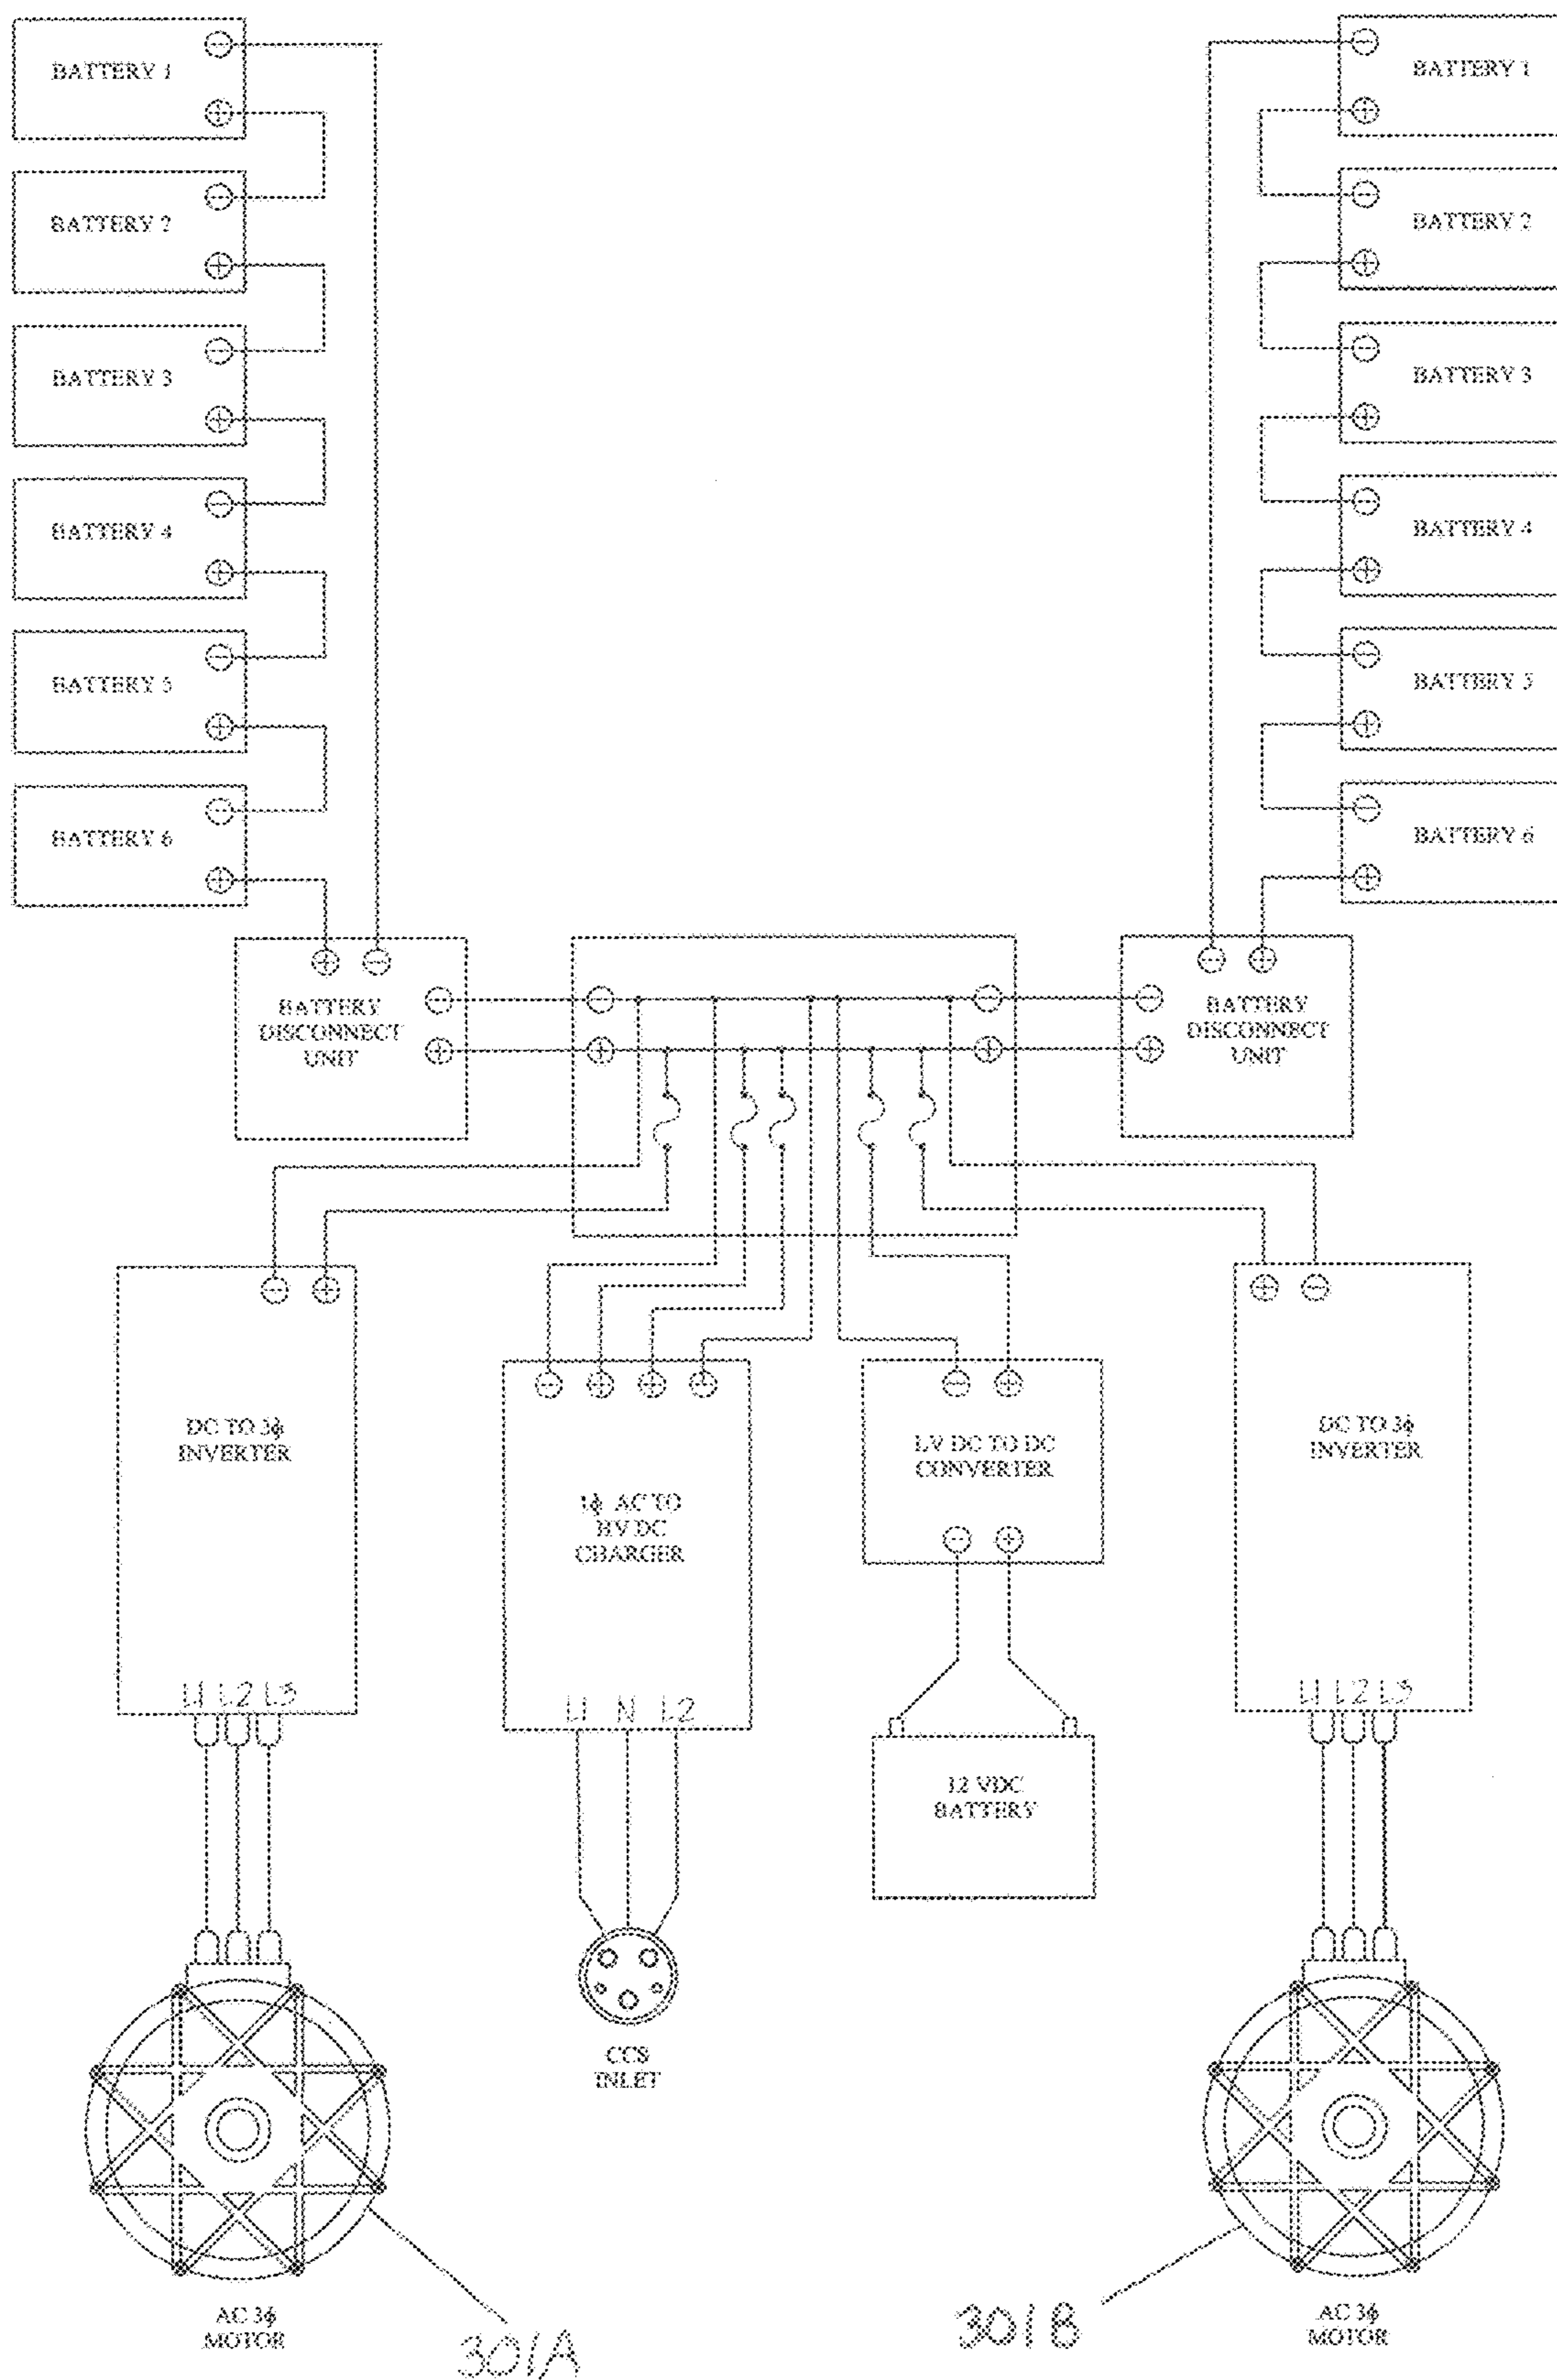 BATTERY 1
BATTERY 2
BATTERY 3
BATTERY 4
BATTERY 5
BATTERY 6
BATTERY 1
BATTERY 2
BATTERY 3
BATTERY 4
BATTERY 5
BATTERY 6
BATTERY
DISCONNECT
UNIT
BATTERY
DISCONNECT
UNIT
DC TO 3ϕ
INVERTER
L1 L2 L3
1ϕ AC TO
HV DC
CHARGER
L1 N L2
LV DC TO DC
CONVERTER
12 VDC
BATTERY
DC TO 3ϕ
INVERTER
L1 L2 L3
CCS
INLET
AC 3ϕ
MOTOR
301A
301B
AC 3ϕ
MOTOR